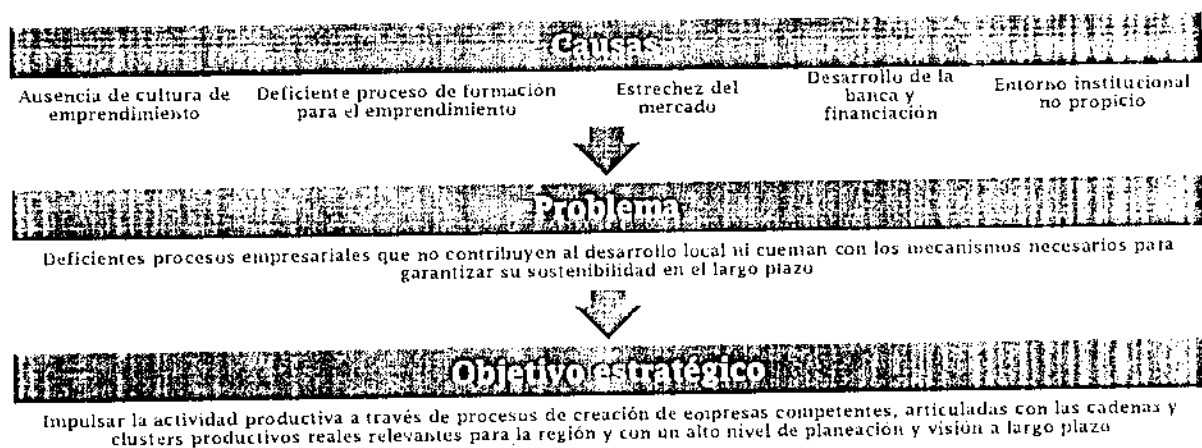 Causas
Ausencia de cultura de
emprendimiento
Deficiente proceso de formación
para el emprendimiento
Estrechez del
mercado
Desarrollo de la
banca y
financiación
Entorno institucional
no propicio
Problema
Deficientes procesos empresariales que no contribuyen al desarrollo local ni cuentan con los mecanismos necesarios para
garantizar su sostenibilidad en el largo plazo
Objetivo estratégico
Impulsar la actividad productiva a través de procesos de creación de empresas competentes, articuladas con las cadenas y
clusters productivos reales relevantes para la región y con un alto nivel de planeación y visión a largo plazo